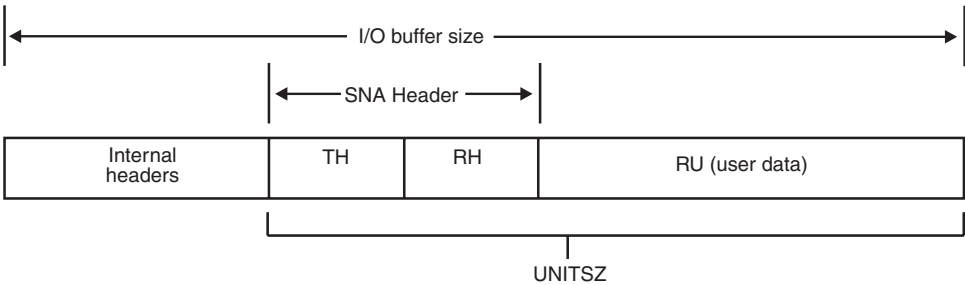 I/O buffer size
SNA Header
Internal
headers
TH
RH
RU (user data)
UNITSZ